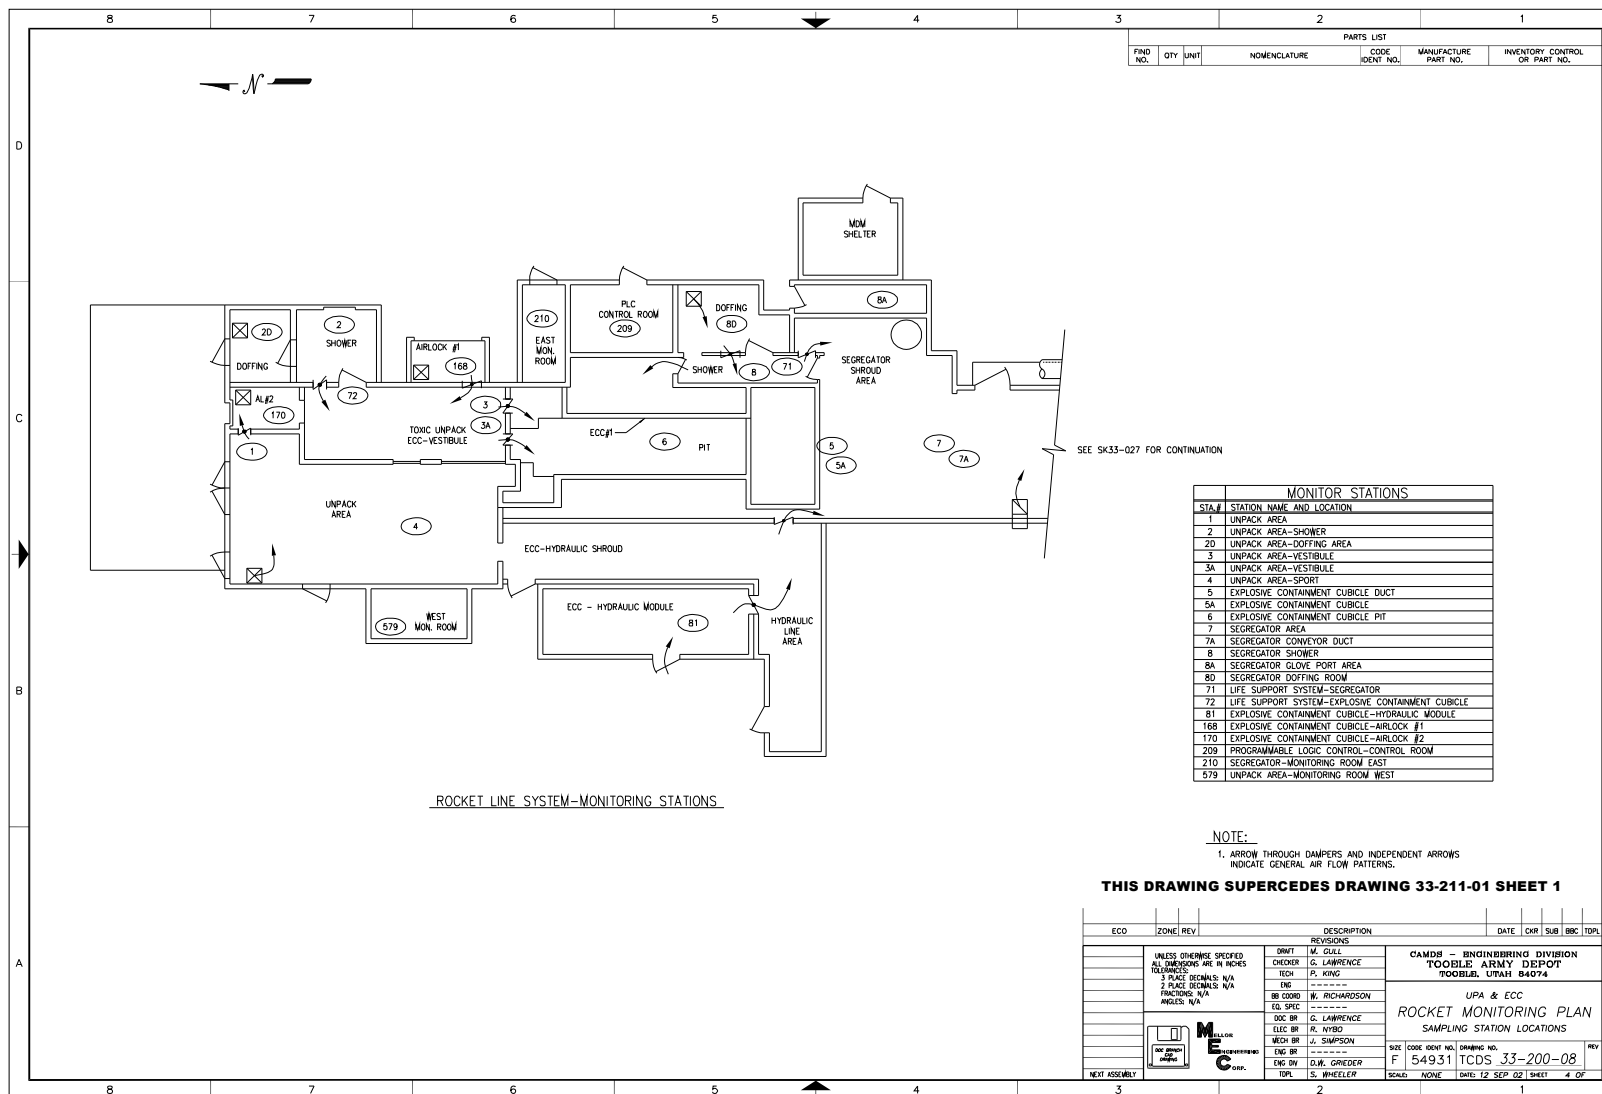 8 7 6 5 4 3 2 1
PARTS LIST
FIND NO. QTY UNIT NOMENCLATURE CODE IDENT NO. MANUFACTURE PART NO. INVENTORY CONTROL OR PART NO.
N
D
C
B
A
MDM
SHELTER
8A
PLC
CONTROL ROOM
209
210
EAST
MON.
ROOM
DOFFING
8D
2D
DOFFING
2
SHOWER
AIRLOCK #1
168
SHOWER
8
71
SEGREGATOR
SHROUD
AREA
AL#2
170
72
3
3A
TOXIC UNPACK
ECC-VESTIBULE
ECC#1
6
PIT
5
5A
7
7A
SEE SK33-027 FOR CONTINUATION
1
UNPACK
AREA
4
ECC-HYDRAULIC SHROUD
ECC - HYDRAULIC MODULE
81
HYDRAULIC
LINE
AREA
579
WEST
MON. ROOM
ROCKET LINE SYSTEM-MONITORING STATIONS
MONITOR STATIONS
STA.# STATION NAME AND LOCATION
1 UNPACK AREA
2 UNPACK AREA-SHOWER
2D UNPACK AREA-DOFFING AREA
3 UNPACK AREA-VESTIBULE
3A UNPACK AREA-VESTIBULE
4 UNPACK AREA-SPORT
5 EXPLOSIVE CONTAINMENT CUBICLE DUCT
5A EXPLOSIVE CONTAINMENT CUBICLE
6 EXPLOSIVE CONTAINMENT CUBICLE PIT
7 SEGREGATOR AREA
7A SEGREGATOR CONVEYOR DUCT
8 SEGREGATOR SHOWER
8A SEGREGATOR GLOVE PORT AREA
8D SEGREGATOR DOFFING ROOM
71 LIFE SUPPORT SYSTEM-SEGREGATOR
72 LIFE SUPPORT SYSTEM-EXPLOSIVE CONTAINMENT CUBICLE
81 EXPLOSIVE CONTAINMENT CUBICLE-HYDRAULIC MODULE
168 EXPLOSIVE CONTAINMENT CUBICLE-AIRLOCK #1
170 EXPLOSIVE CONTAINMENT CUBICLE-AIRLOCK #2
209 PROGRAMMABLE LOGIC CONTROL-CONTROL ROOM
210 SEGREGATOR-MONITORING ROOM EAST
579 UNPACK AREA-MONITORING ROOM WEST
NOTE:
1. ARROW THROUGH DAMPERS AND INDEPENDENT ARROWS
INDICATE GENERAL AIR FLOW PATTERNS.
THIS DRAWING SUPERCEDES DRAWING 33-211-01 SHEET 1
ECO ZONE REV DESCRIPTION DATE CKR SUB BBC TDPL
REVISIONS
UNLESS OTHERWISE SPECIFIED
ALL DIMENSIONS ARE IN INCHES
TOLERANCES:
3 PLACE DECIMALS: N/A
2 PLACE DECIMALS: N/A
FRACTIONS: N/A
ANGLES: N/A
DRAFT M. GULL
CHECKER G. LAWRENCE
TECH P. KING
ENG ------
BB COORD W. RICHARDSON
EQ. SPEC ------
DOC BR G. LAWRENCE
ELEC BR R. NYBO
MECH BR J. SIMPSON
ENG BR ------
ENG DIV D.W. GRIEDER
TDPL S. WHEELER
DOC BRANCH
CAD
DRAWING
MELLOR
ENGINEERING
CORP.
NEXT ASSEMBLY
CAMDS - ENGINEERING DIVISION
TOOELE ARMY DEPOT
TOOELE, UTAH 84074
UPA & ECC
ROCKET MONITORING PLAN
SAMPLING STATION LOCATIONS
SIZE F CODE IDENT NO. 54931 DRAWING NO. TCDS 33-200-08 REV
SCALE: NONE DATE: 12 SEP 02 SHEET 4 OF
8 7 6 5 4 3 2 1